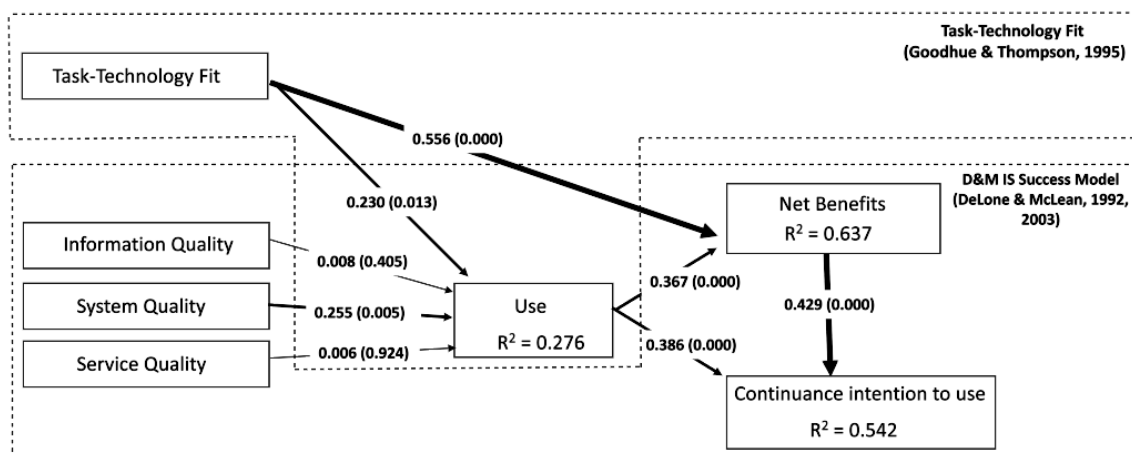 Task-Technology Fit
(Goodhue & Thompson, 1995)
Task-Technology Fit
0.556 (0.000)
D&M IS Success Model
(DeLone & McLean, 1992,
2003)
Net Benefits
R² = 0.637
0.230 (0.013)
Information Quality
0.008 (0.405)
0.367 (0.000)
System Quality
0.255 (0.005)
Use
R² = 0.276
0.429 (0.000)
Service Quality
0.006 (0.924)
0.386 (0.000)
Continuance intention to use
R² = 0.542